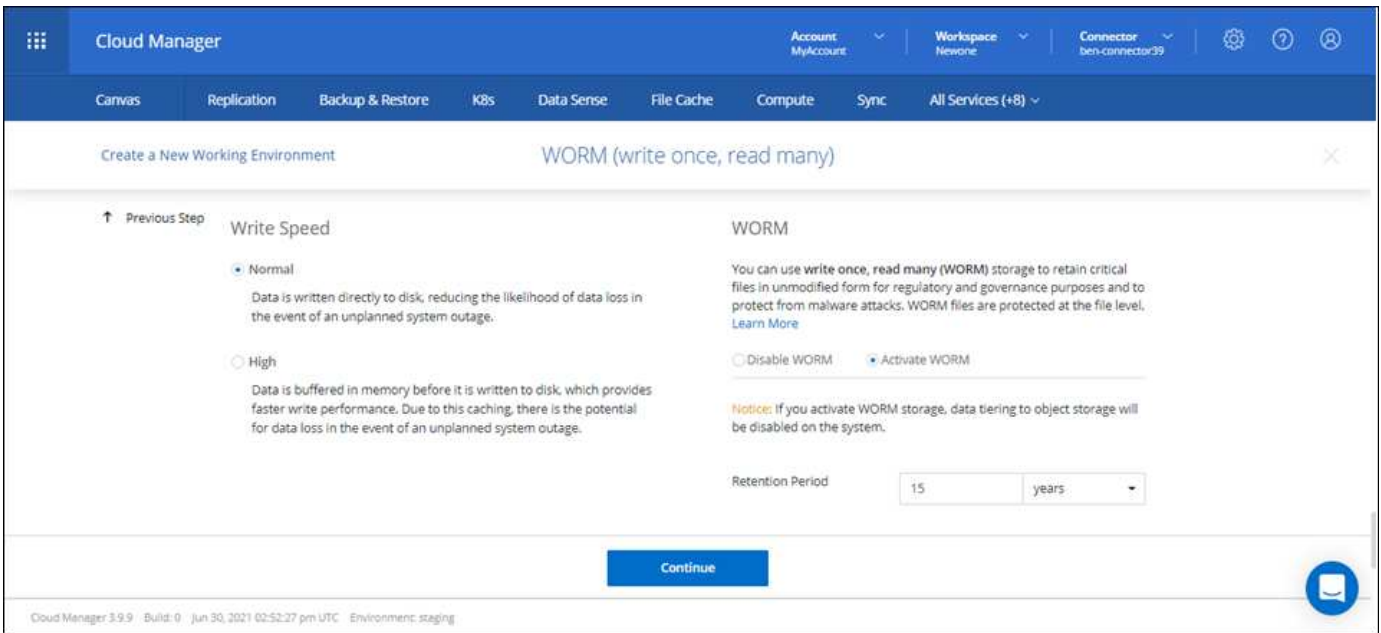 Cloud Manager
Account
MyAccount
Workspace
Newone
Connector
ben-connector39
Canvas
Replication
Backup & Restore
K8s
Data Sense
File Cache
Compute
Sync
All Services (+8)
Create a New Working Environment
WORM (write once, read many)
Previous Step
Write Speed
Normal
Data is written directly to disk, reducing the likelihood of data loss in
the event of an unplanned system outage.
High
Data is buffered in memory before it is written to disk, which provides
faster write performance. Due to this caching, there is the potential
for data loss in the event of an unplanned system outage.
WORM
You can use write once, read many (WORM) storage to retain critical
files in unmodified form for regulatory and governance purposes and to
protect from malware attacks. WORM files are protected at the file level.
Learn More
Disable WORM
Activate WORM
Notice: If you activate WORM storage, data tiering to object storage will
be disabled on the system.
Retention Period
15
years
Continue
Cloud Manager 3.9.9 Build: 0 Jun 30, 2021 02:52:27 pm UTC Environment: staging